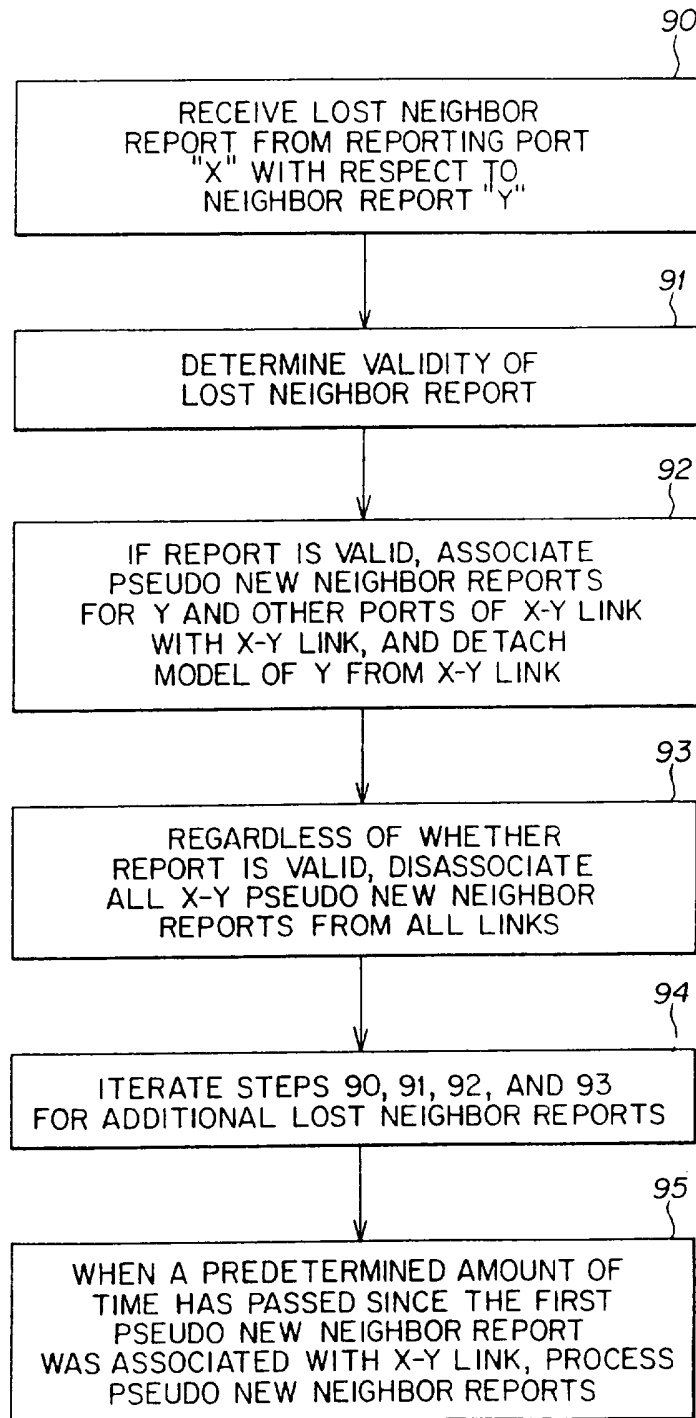 90
RECEIVE LOST NEIGHBOR
REPORT FROM REPORTING PORT
"X" WITH RESPECT TO
NEIGHBOR REPORT "Y"
91
DETERMINE VALIDITY OF
LOST NEIGHBOR REPORT
92
IF REPORT IS VALID, ASSOCIATE
PSEUDO NEW NEIGHBOR REPORTS
FOR Y AND OTHER PORTS OF X-Y LINK
WITH X-Y LINK, AND DETACH
MODEL OF Y FROM X-Y LINK
93
REGARDLESS OF WHETHER
REPORT IS VALID, DISASSOCIATE
ALL X-Y PSEUDO NEW NEIGHBOR
REPORTS FROM ALL LINKS
94
ITERATE STEPS 90, 91, 92, AND 93
FOR ADDITIONAL LOST NEIGHBOR REPORTS
95
WHEN A PREDETERMINED AMOUNT OF
TIME HAS PASSED SINCE THE FIRST
PSEUDO NEW NEIGHBOR REPORT
WAS ASSOCIATED WITH X-Y LINK, PROCESS
PSEUDO NEW NEIGHBOR REPORTS